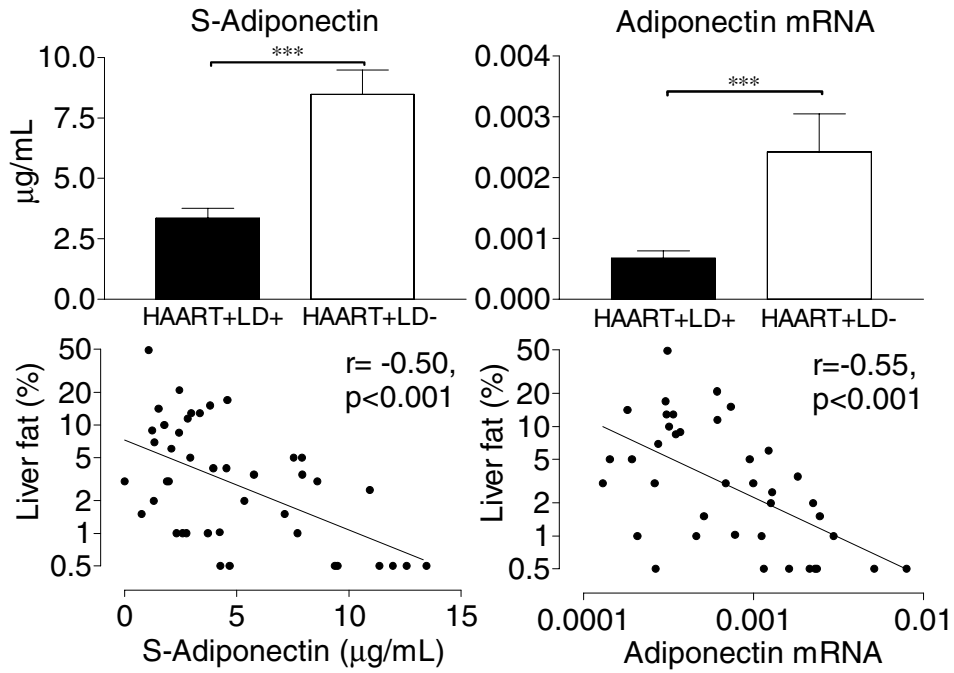 S-Adiponectin
10.0
***
7.5
μg/mL
5.0
2.5
0.0
HAART+LD+ HAART+LD-
Adiponectin mRNA
0.004
***
0.003
0.002
0.001
0.000
HAART+LD+ HAART+LD-
50
r= -0.50,
p<0.001
20
10
Liver fat (%)
5
2
1
0.5
0 5 10 15
S-Adiponectin (μg/mL)
50
r=-0.55,
p<0.001
20
10
Liver fat (%)
5
2
1
0.5
0.0001 0.001 0.01
Adiponectin mRNA